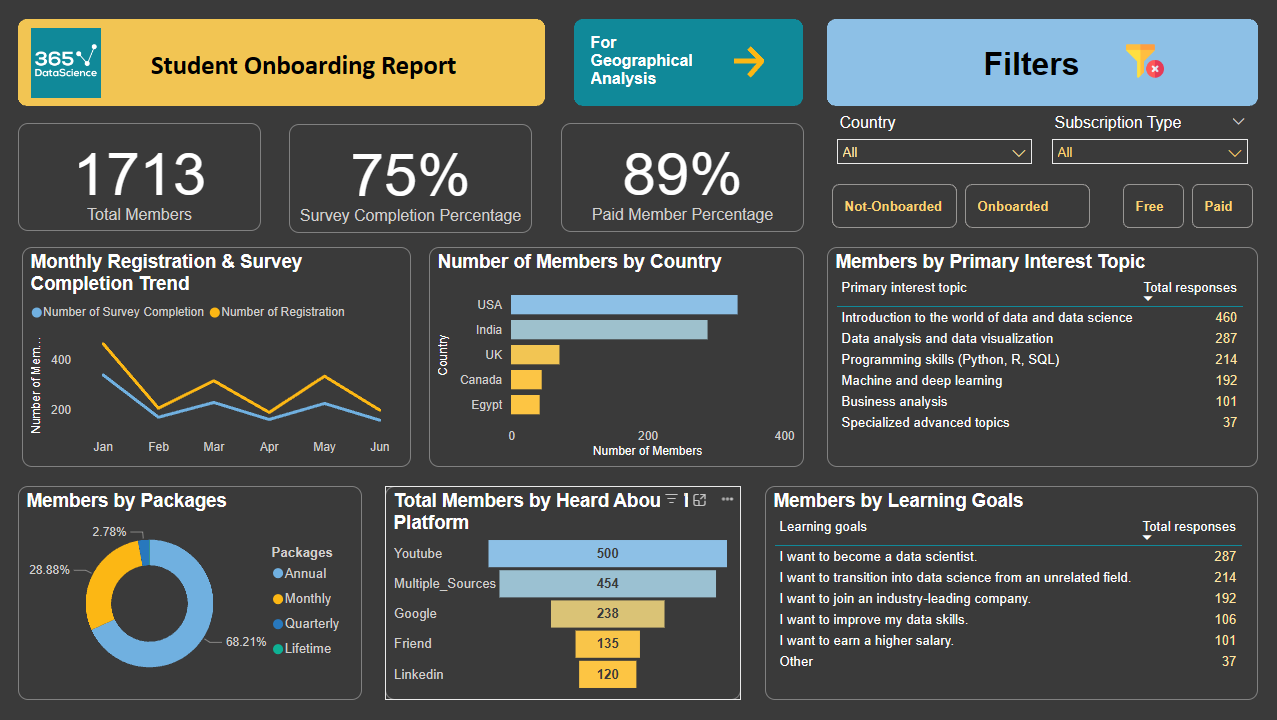 365
DataScience
Student Onboarding Report
For
Geographical
Analysis
Filters
Country
All
Subscription Type
All
1713
Total Members
75%
Survey Completion Percentage
89%
Paid Member Percentage
Not-Onboarded
Onboarded
Free
Paid
Monthly Registration & Survey
Completion Trend
Number of Survey Completion
Number of Registration
Number of Mem...
400
200
Jan
Feb
Mar
Apr
May
Jun
Number of Members by Country
Country
USA
India
UK
Canada
Egypt
0
200
400
Number of Members
Members by Primary Interest Topic
Primary interest topic Total responses
Introduction to the world of data and data science 460
Data analysis and data visualization 287
Programming skills (Python, R, SQL) 214
Machine and deep learning 192
Business analysis 101
Specialized advanced topics 37
Members by Packages
2.78%
28.88%
68.21%
Packages
Annual
Monthly
Quarterly
Lifetime
Total Members by Heard Abou
Platform
Youtube 500
Multiple_Sources 454
Google 238
Friend 135
Linkedin 120
Members by Learning Goals
Learning goals Total responses
I want to become a data scientist. 287
I want to transition into data science from an unrelated field. 214
I want to join an industry-leading company. 192
I want to improve my data skills. 106
I want to earn a higher salary. 101
Other 37